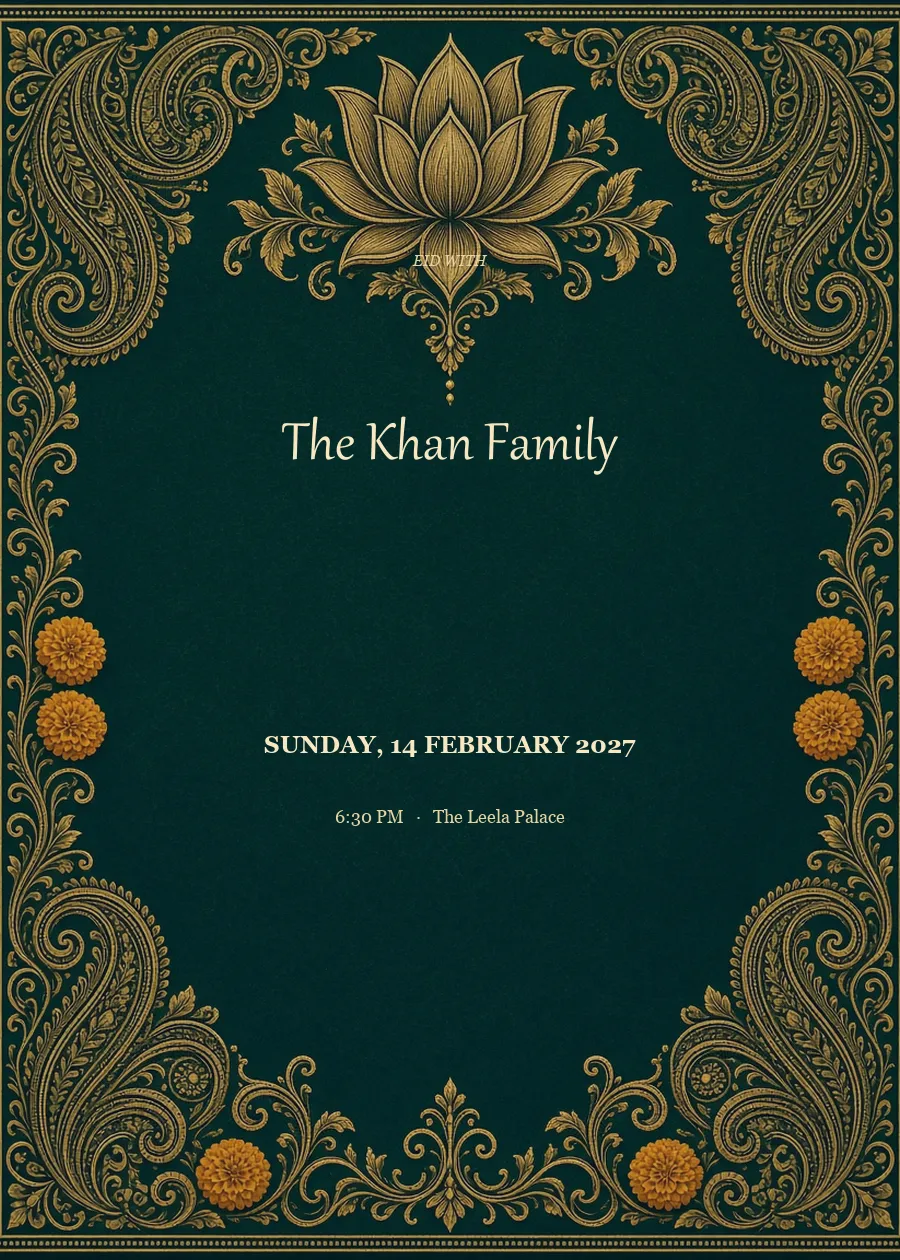 EID WITH
The Khan Family
SUNDAY, 14 FEBRUARY 2027
6:30 PM · The Leela Palace